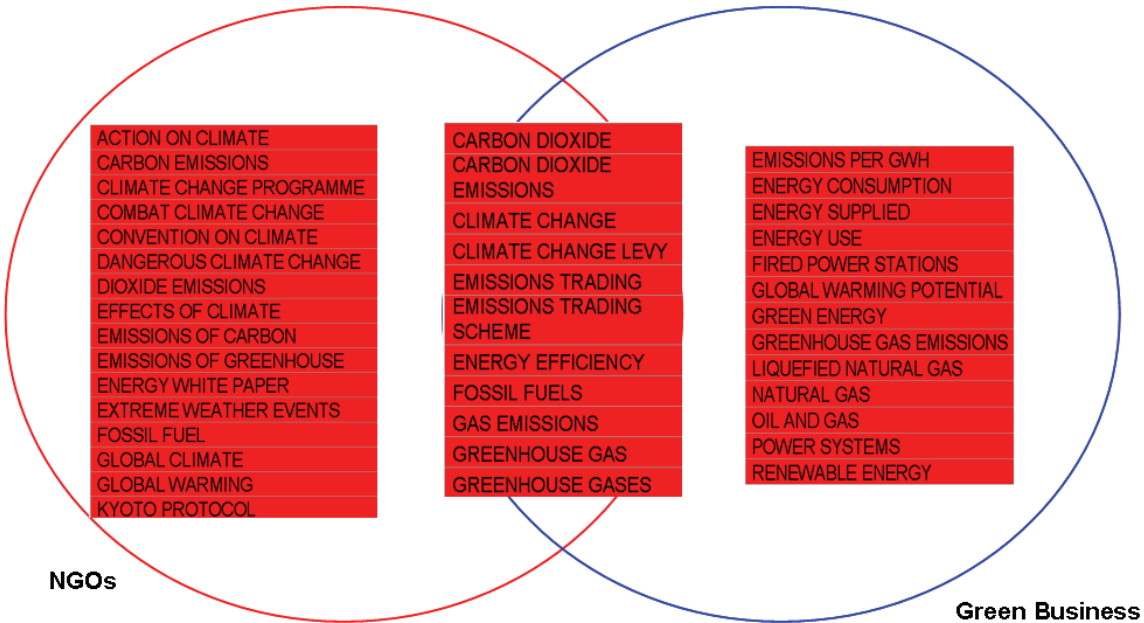 ACTION ON CLIMATE
CARBON EMISSIONS
CLIMATE CHANGE PROGRAMME
COMBAT CLIMATE CHANGE
CONVENTION ON CLIMATE
DANGEROUS CLIMATE CHANGE
DIOXIDE EMISSIONS
EFFECTS OF CLIMATE
EMISSIONS OF CARBON
EMISSIONS OF GREENHOUSE
ENERGY WHITE PAPER
EXTREME WEATHER EVENTS
FOSSIL FUEL
GLOBAL CLIMATE
GLOBAL WARMING
KYOTO PROTOCOL
CARBON DIOXIDE
CARBON DIOXIDE
EMISSIONS
CLIMATE CHANGE
CLIMATE CHANGE LEVY
EMISSIONS TRADING
EMISSIONS TRADING
SCHEME
ENERGY EFFICIENCY
FOSSIL FUELS
GAS EMISSIONS
GREENHOUSE GAS
GREENHOUSE GASES
EMISSIONS PER GWH
ENERGY CONSUMPTION
ENERGY SUPPLIED
ENERGY USE
FIRED POWER STATIONS
GLOBAL WARMING POTENTIAL
GREEN ENERGY
GREENHOUSE GAS EMISSIONS
LIQUEFIED NATURAL GAS
NATURAL GAS
OIL AND GAS
POWER SYSTEMS
RENEWABLE ENERGY
NGOs
Green Business